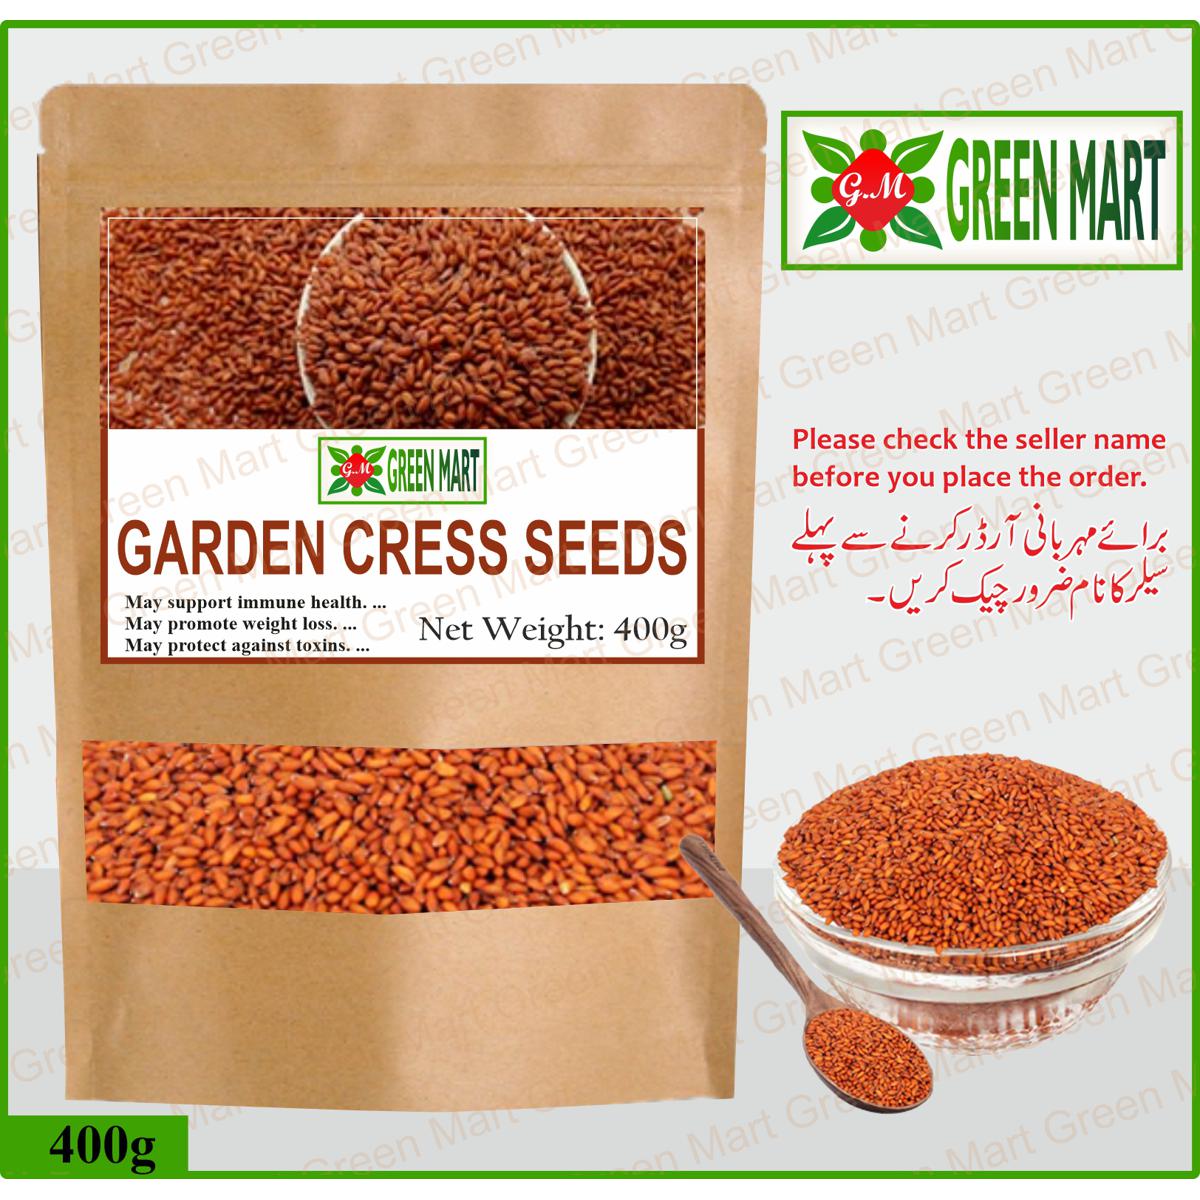 G.M GREEN MART
Please check the seller name
before you place the order.
برائے مہربانی آرڈر کرنے سے پہلے
سیلر کا نام ضرور چیک کریں۔
G.M GREEN MART
GARDEN CRESS SEEDS
May support immune health. ...
May promote weight loss. ...
May protect against toxins. ...
Net Weight: 400g
400g
Green Mart